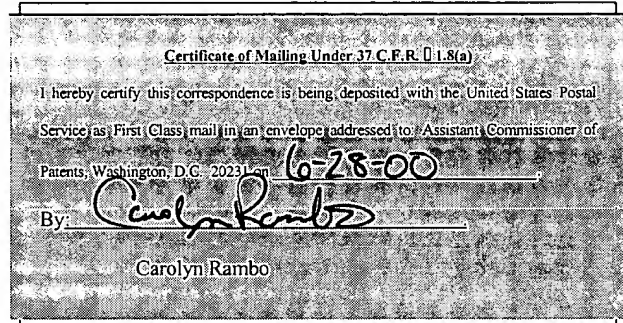 Certificate of Mailing Under 37 C.F.R. 1.8(a)
I hereby certify this correspondence is being deposited with the United States Postal
Service as First Class mail in an envelope addressed to: Assistant Commissioner of
Patents, Washington, D.C. 20231 on 6-28-00.
By: Carolyn Rambo
Carolyn Rambo